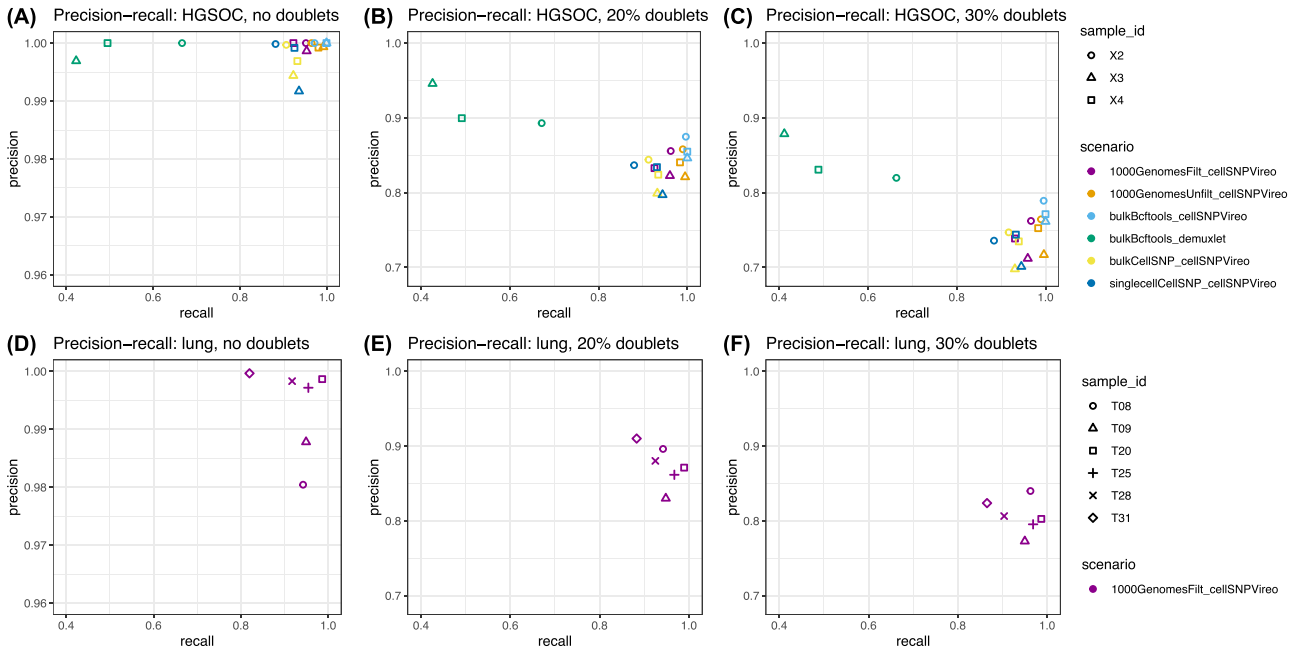 (A) Precision−recall: HGSOC, no doublets
1.00
0.99
0.98
0.97
0.96
precision
0.4 0.6 0.8 1.0
recall
(B) Precision−recall: HGSOC, 20% doublets
1.0
0.9
0.8
0.7
precision
0.4 0.6 0.8 1.0
recall
(C) Precision−recall: HGSOC, 30% doublets
1.0
0.9
0.8
0.7
precision
0.4 0.6 0.8 1.0
recall
sample_id
X2
X3
X4
scenario
1000GenomesFilt_cellSNPVireo
1000GenomesUnfilt_cellSNPVireo
bulkBcftools_cellSNPVireo
bulkBcftools_demuxlet
bulkCellSNP_cellSNPVireo
singlecellCellSNP_cellSNPVireo
(D) Precision−recall: lung, no doublets
1.00
0.99
0.98
0.97
0.96
precision
0.4 0.6 0.8 1.0
recall
(E) Precision−recall: lung, 20% doublets
1.0
0.9
0.8
0.7
precision
0.4 0.6 0.8 1.0
recall
(F) Precision−recall: lung, 30% doublets
1.0
0.9
0.8
0.7
precision
0.4 0.6 0.8 1.0
recall
sample_id
T08
T09
T20
T25
T28
T31
scenario
1000GenomesFilt_cellSNPVireo